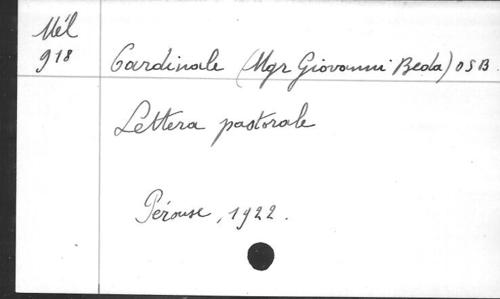 Mél
918
Cardinale (Mgr Giovanni Beda) OSB.
Lettera pastorale
Pérouse, 1922.